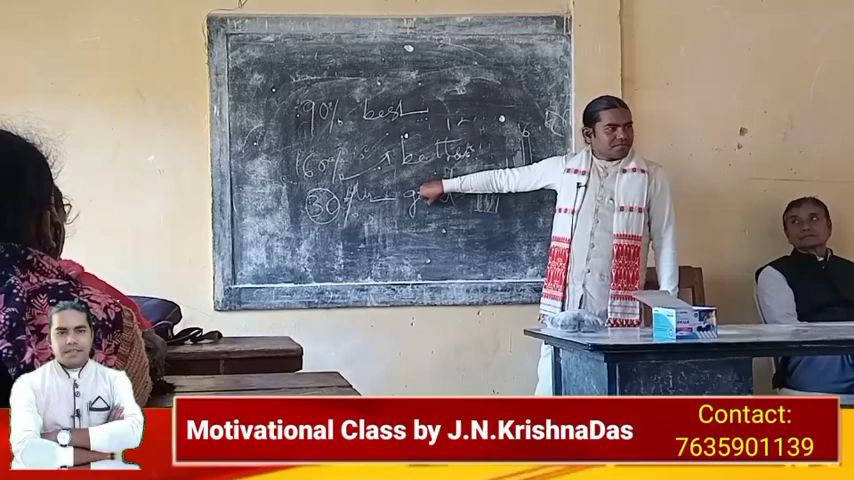 90% best
60% better
30% good
Motivational Class by J.N.KrishnaDas
Contact:
7635901139